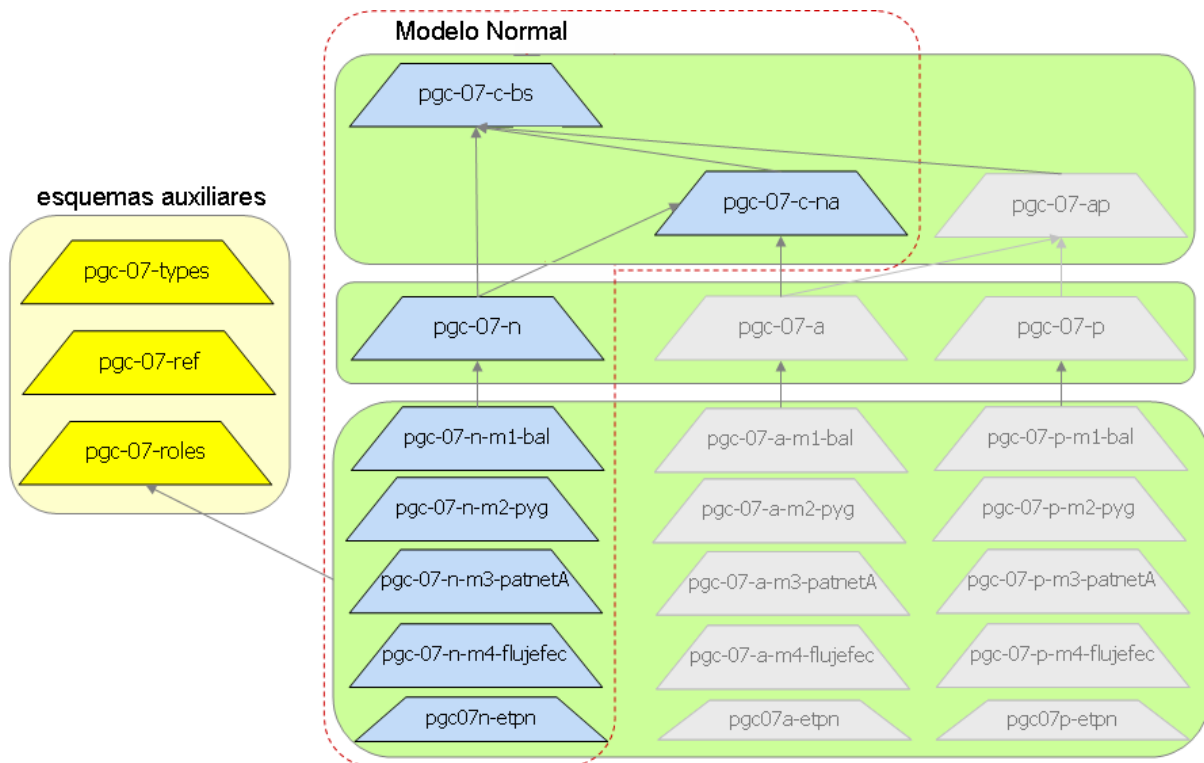 Modelo Normal
pgc-07-c-bs
esquemas auxiliares
pgc-07-c-na
pgc-07-ap
pgc-07-types
pgc-07-ref
pgc-07-roles
pgc-07-n
pgc-07-a
pgc-07-p
pgc-07-n-m1-bal
pgc-07-a-m1-bal
pgc-07-p-m1-bal
pgc-07-n-m2-pyg
pgc-07-a-m2-pyg
pgc-07-p-m2-pyg
pgc-07-n-m3-patnetA
pgc-07-a-m3-patnetA
pgc-07-p-m3-patnetA
pgc-07-n-m4-flujefec
pgc-07-a-m4-flujefec
pgc-07-p-m4-flujefec
pgc07n-etpn
pgc07a-etpn
pgc07p-etpn